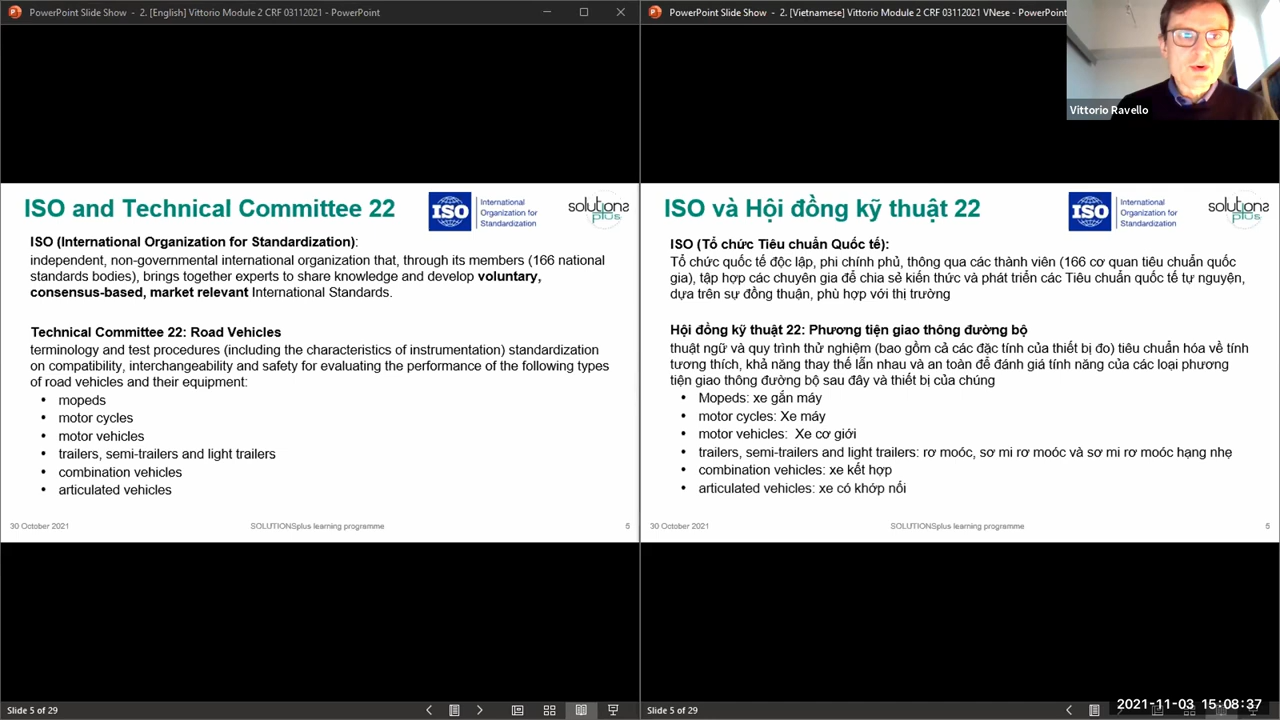 PowerPoint Slide Show - 2. [English] Vittorio Module 2 CRF 03112021 - PowerPoint
ISO and Technical Committee 22
ISO
International
Organization for
Standardization
solutions
plus
ISO (International Organization for Standardization):
independent, non-governmental international organization that, through its members (166 national
standards bodies), brings together experts to share knowledge and develop voluntary,
consensus-based, market relevant International Standards.
Technical Committee 22: Road Vehicles
terminology and test procedures (including the characteristics of instrumentation) standardization
on compatibility, interchangeability and safety for evaluating the performance of the following types
of road vehicles and their equipment:
• mopeds
• motor cycles
• motor vehicles
• trailers, semi-trailers and light trailers
• combination vehicles
• articulated vehicles
30 October 2021
SOLUTIONSplus learning programme
5
Slide 5 of 29
PowerPoint Slide Show - 2. [Vietnamese] Vittorio Module 2 CRF 03112021 VNese - PowerPoint
Vittorio Ravello
ISO và Hội đồng kỹ thuật 22
ISO
International
Organization for
Standardization
solutions
plus
ISO (Tổ chức Tiêu chuẩn Quốc tế):
Tổ chức quốc tế độc lập, phi chính phủ, thông qua các thành viên (166 cơ quan tiêu chuẩn quốc
gia), tập hợp các chuyên gia để chia sẻ kiến thức và phát triển các Tiêu chuẩn quốc tế tự nguyện,
dựa trên sự đồng thuận, phù hợp với thị trường
Hội đồng kỹ thuật 22: Phương tiện giao thông đường bộ
thuật ngữ và quy trình thử nghiệm (bao gồm cả các đặc tính của thiết bị đo) tiêu chuẩn hóa về tính
tương thích, khả năng thay thế lẫn nhau và an toàn để đánh giá tính năng của các loại phương
tiện giao thông đường bộ sau đây và thiết bị của chúng
• Mopeds: xe gắn máy
• motor cycles: Xe máy
• motor vehicles: Xe cơ giới
• trailers, semi-trailers and light trailers: rơ moóc, sơ mi rơ moóc và sơ mi rơ moóc hạng nhẹ
• combination vehicles: xe kết hợp
• articulated vehicles: xe có khớp nối
30 October 2021
SOLUTIONSplus learning programme
5
Slide 5 of 29
2021-11-03 15:08:37